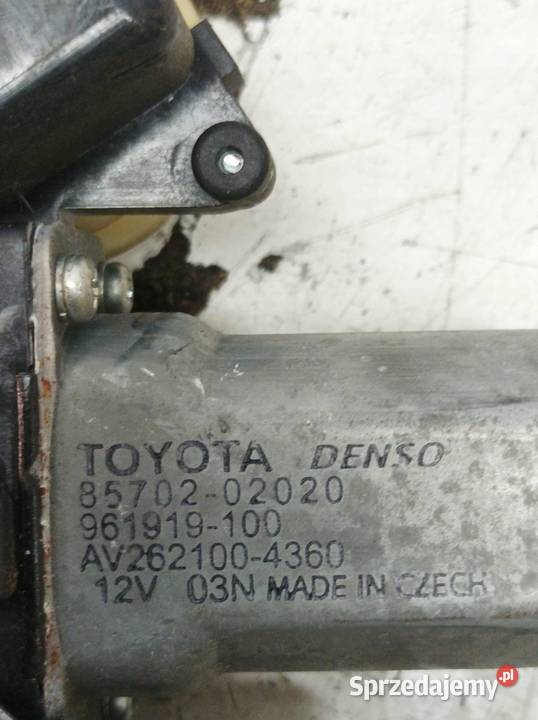 TOYOTA DENSO
85702-02020
961919-100
AV262100-4360
12V 03N MADE IN CZECH
Sprzedajemy.pl